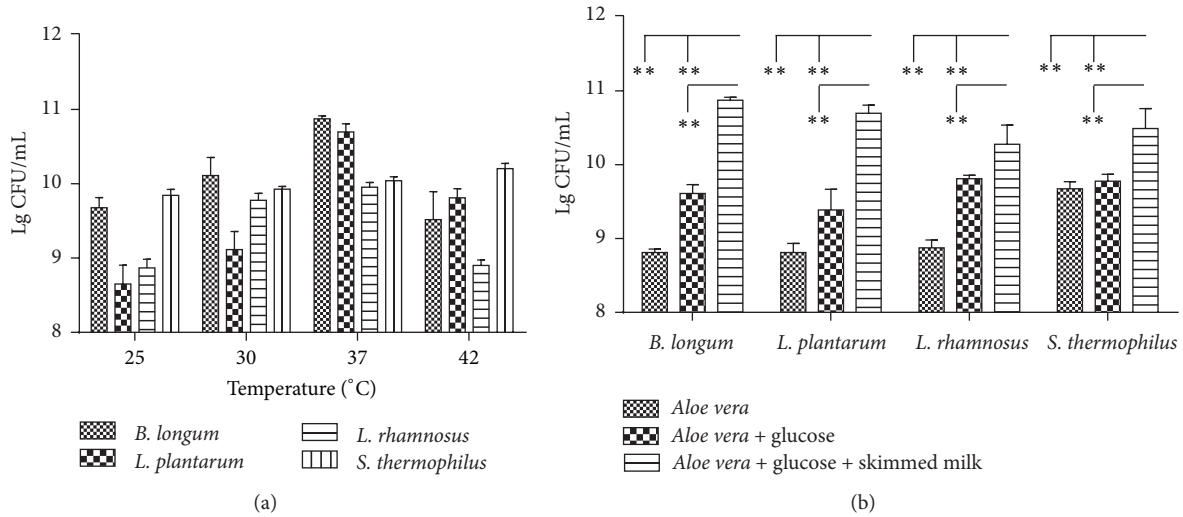 12
11
10
9
8
Lg CFU/mL
25 30 37 42
Temperature (°C)
B. longum
L. plantarum
L. rhamnosus
S. thermophilus
(a)
12
11
10
9
8
Lg CFU/mL
** ** ** ** ** ** ** **
** ** ** **
B. longum L. plantarum L. rhamnosus S. thermophilus
Aloe vera
Aloe vera + glucose
Aloe vera + glucose + skimmed milk
(b)